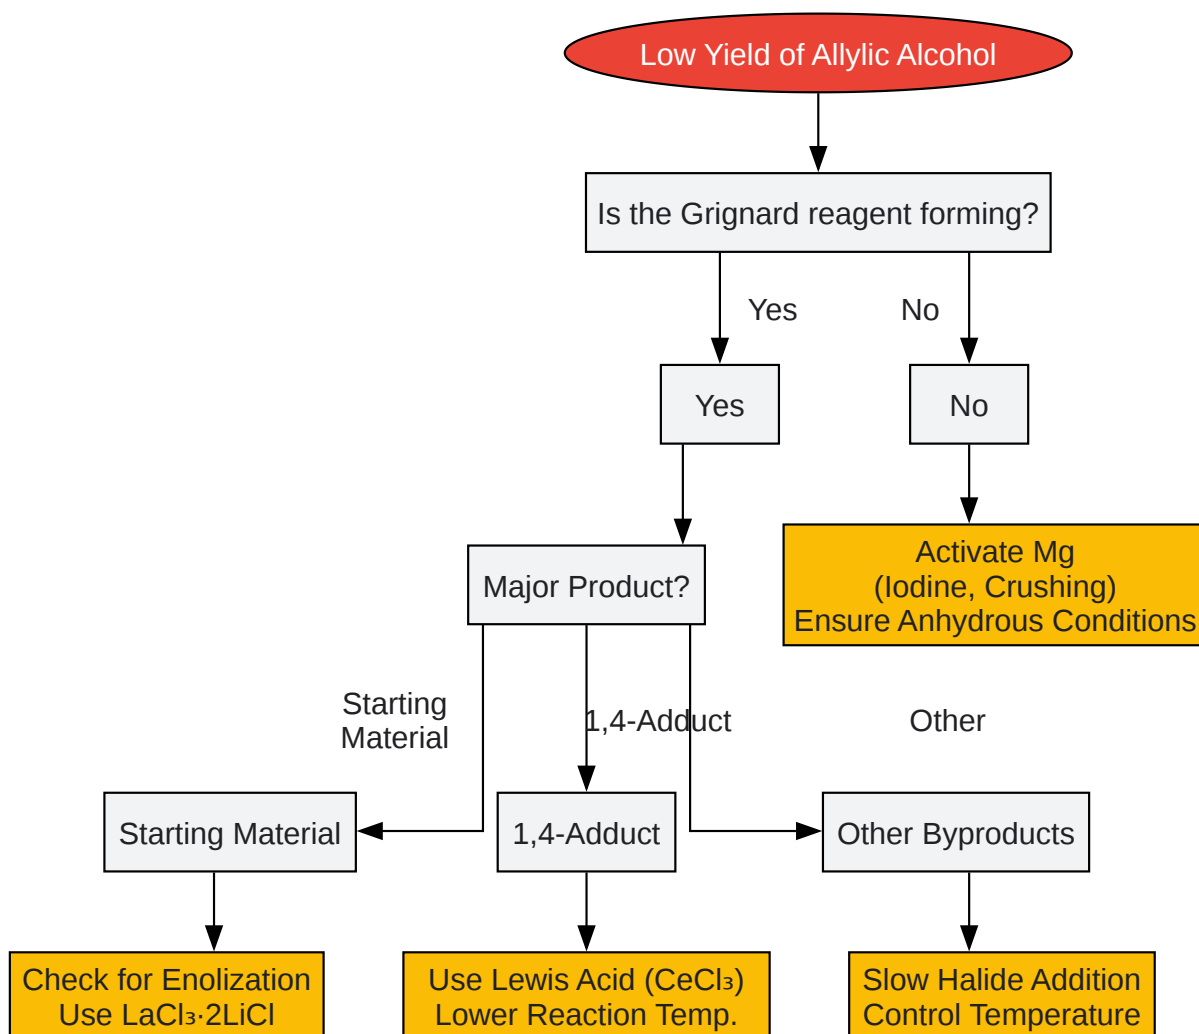 Low Yield of Allylic Alcohol
Is the Grignard reagent forming?
Yes
No
Yes
No
Activate Mg
(Iodine, Crushing)
Ensure Anhydrous Conditions
Major Product?
Starting
Material
1,4-Adduct
Other
Starting Material
1,4-Adduct
Other Byproducts
Check for Enolization
Use LaCl₃·2LiCl
Use Lewis Acid (CeCl₃)
Lower Reaction Temp.
Slow Halide Addition
Control Temperature